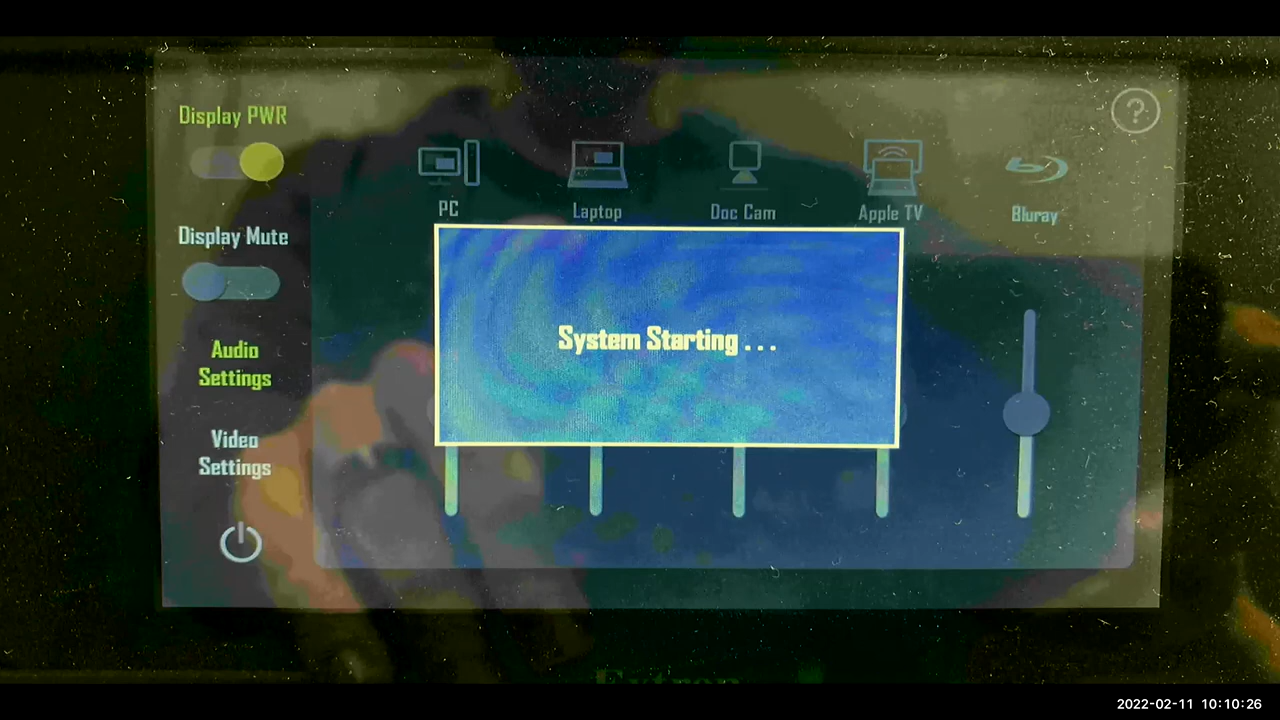 Display PWR
?
PC
Laptop
Doc Cam
Apple TV
Bluray
Display Mute
System Starting . . .
Audio
Settings
Video
Settings
Extron
2022-02-11 10:10:26